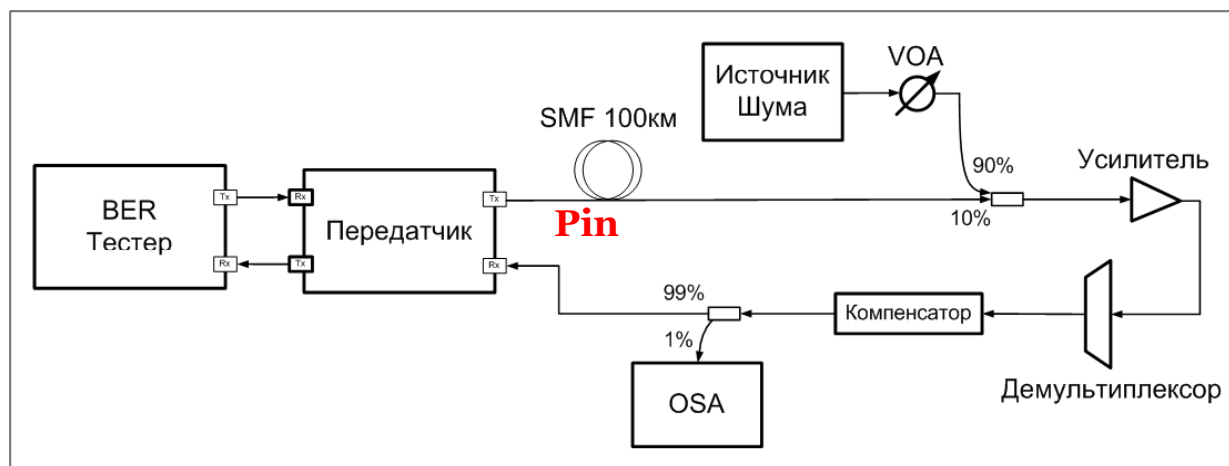 VOA
Источник
Шума
SMF 100км
90%
Усилитель
BER
Тестер
Tx
Rx
Rx
Tx
Передатчик
Tx
Rx
Pin
10%
99%
1%
Компенсатор
Демультиплексор
OSA